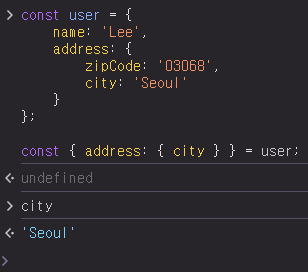 const user = {
    name: 'Lee',
    address: {
        zipCode: '03068',
        city: 'Seoul'
    }
};

const { address: { city } } = user;
undefined
city
'Seoul'